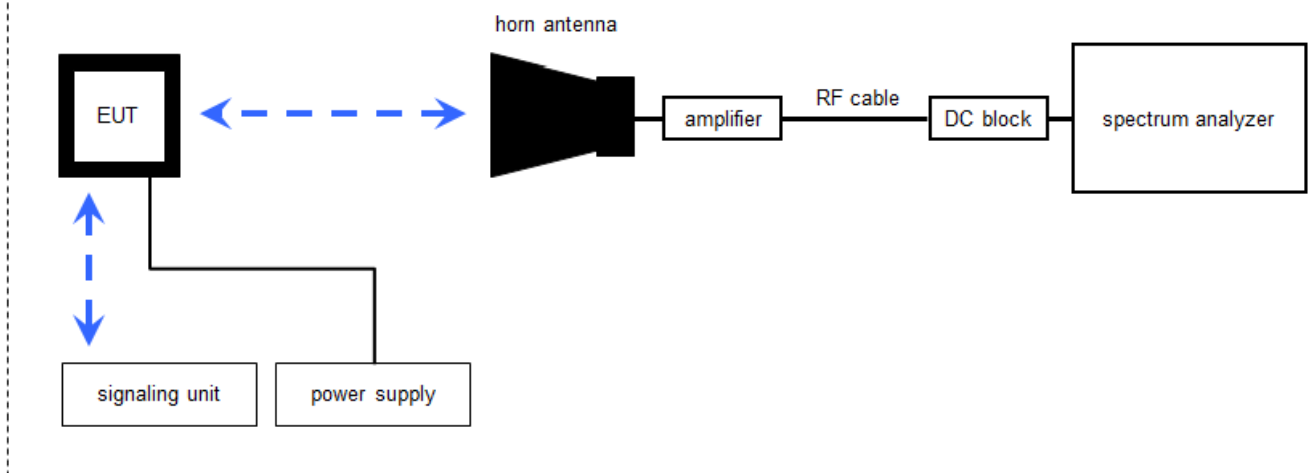 horn antenna
EUT
amplifier
RF cable
DC block
spectrum analyzer
signaling unit
power supply